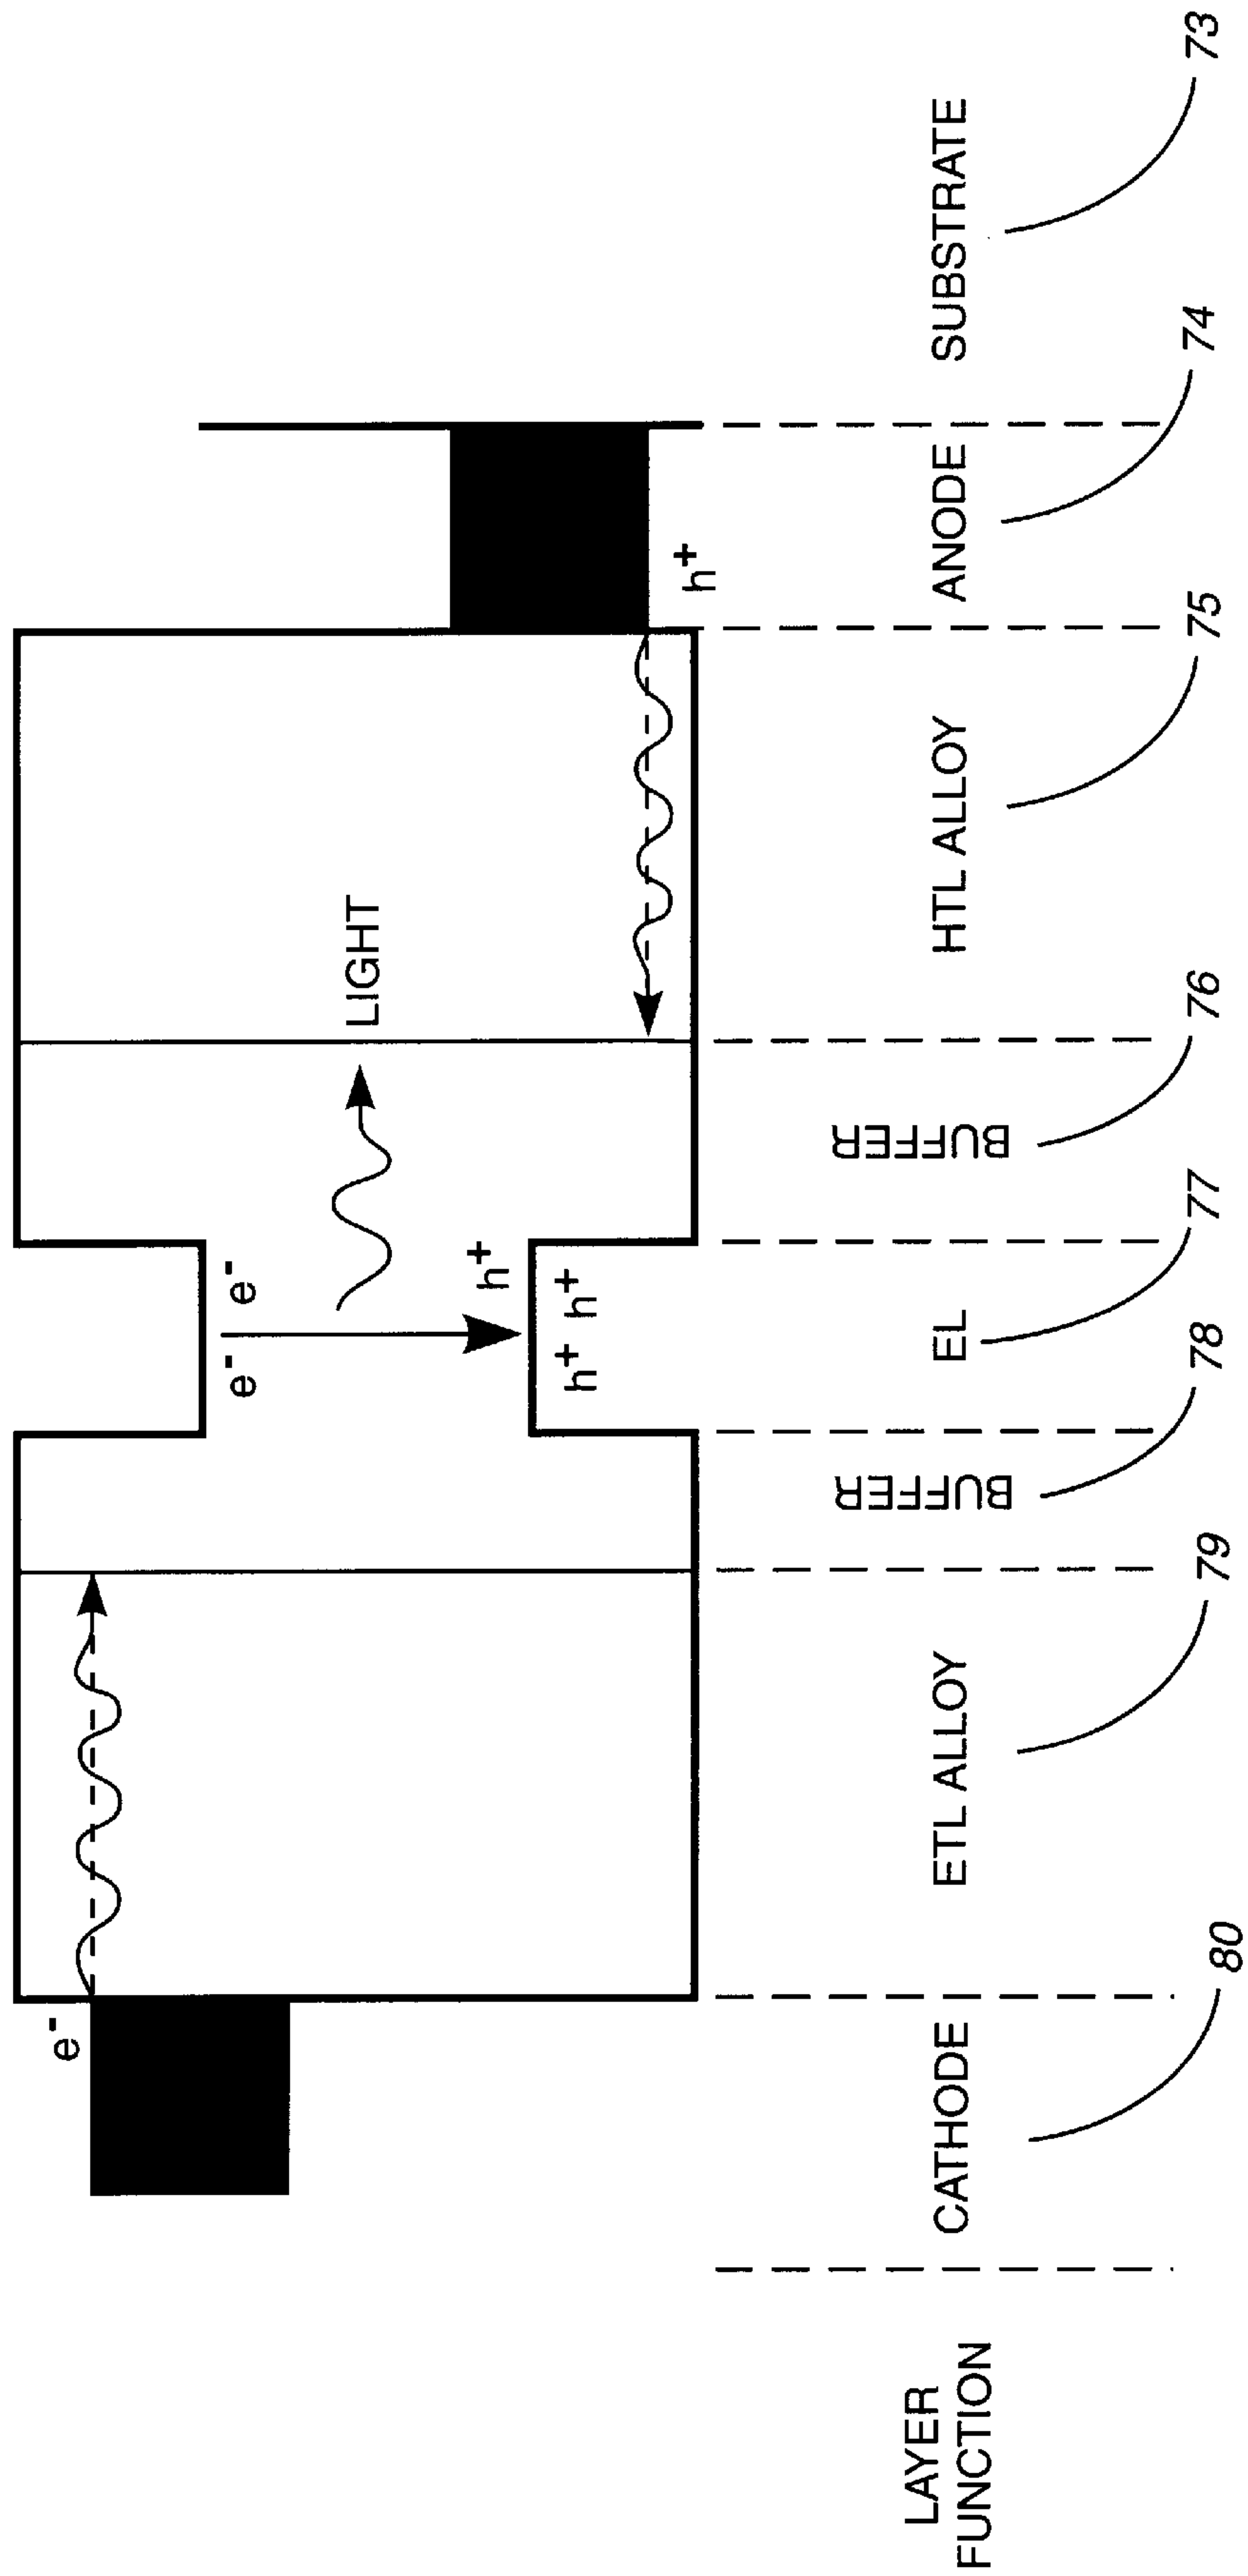 e-
e- e-
LIGHT
h+
h+ h+
h+
LAYER
FUNCTION
CATHODE
ETL ALLOY
BUFFER
EL
BUFFER
HTL ALLOY
ANODE
SUBSTRATE
80
79
78
77
76
75
74
73